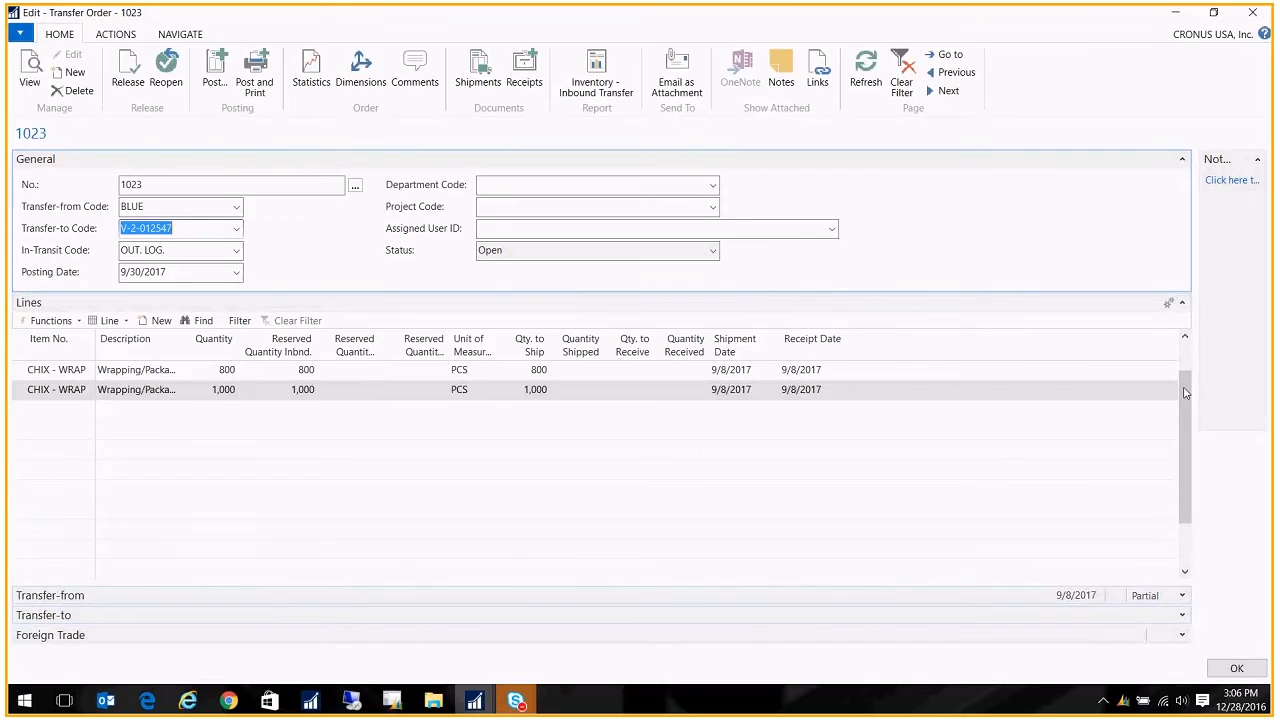 Edit - Transfer Order - 1023
HOME ACTIONS NAVIGATE CRONUS USA, Inc.
View Edit New Delete Manage
Release Reopen Release
Post... Post and Print Posting
Statistics Dimensions Comments Order
Shipments Receipts Documents
Inventory - Inbound Transfer Report
Email as Attachment Send To
OneNote Notes Links Show Attached
Refresh Clear Filter Go to Previous Next Page
1023
General
No.: 1023 ... Department Code:
Transfer-from Code: BLUE Project Code:
Transfer-to Code: V-2-012547 Assigned User ID:
In-Transit Code: OUT. LOG. Status: Open
Posting Date: 9/30/2017
Not...
Click here t...
Lines
Functions Line New Find Filter Clear Filter
Item No. Description Quantity Reserved Quantity Inbnd. Reserved Quantit... Reserved Quantit... Unit of Measur... Qty. to Ship Quantity Shipped Qty. to Receive Quantity Received Shipment Date Receipt Date
CHIX - WRAP Wrapping/Packa... 800 800 PCS 800 9/8/2017 9/8/2017
CHIX - WRAP Wrapping/Packa... 1,000 1,000 PCS 1,000 9/8/2017 9/8/2017
Transfer-from 9/8/2017 Partial
Transfer-to
Foreign Trade
OK
3:06 PM
12/28/2016